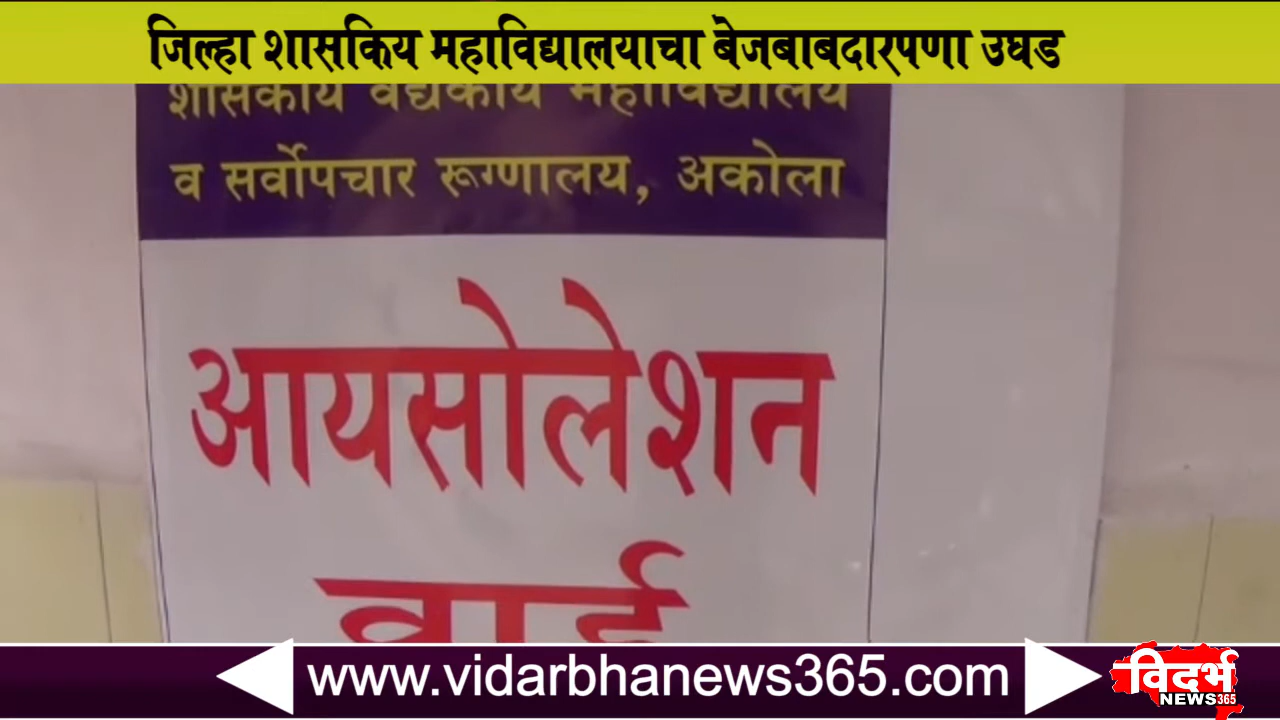 जिल्हा शासकिय महाविद्यालयाचा बेजबाबदारपणा उघड
शासकीय वैद्यकीय महाविद्यालय
व सर्वोपचार रूग्णालय, अकोला
आयसोलेशन
वार्ड
www.vidarbhanews365.com
विदर्भ
NEWS365